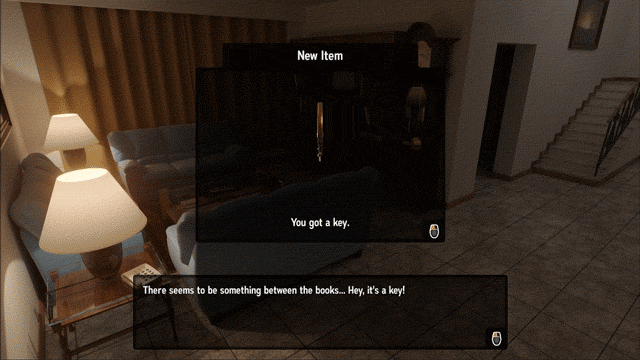 New Item
You got a key.
There seems to be something between the books... Hey, it's a key!